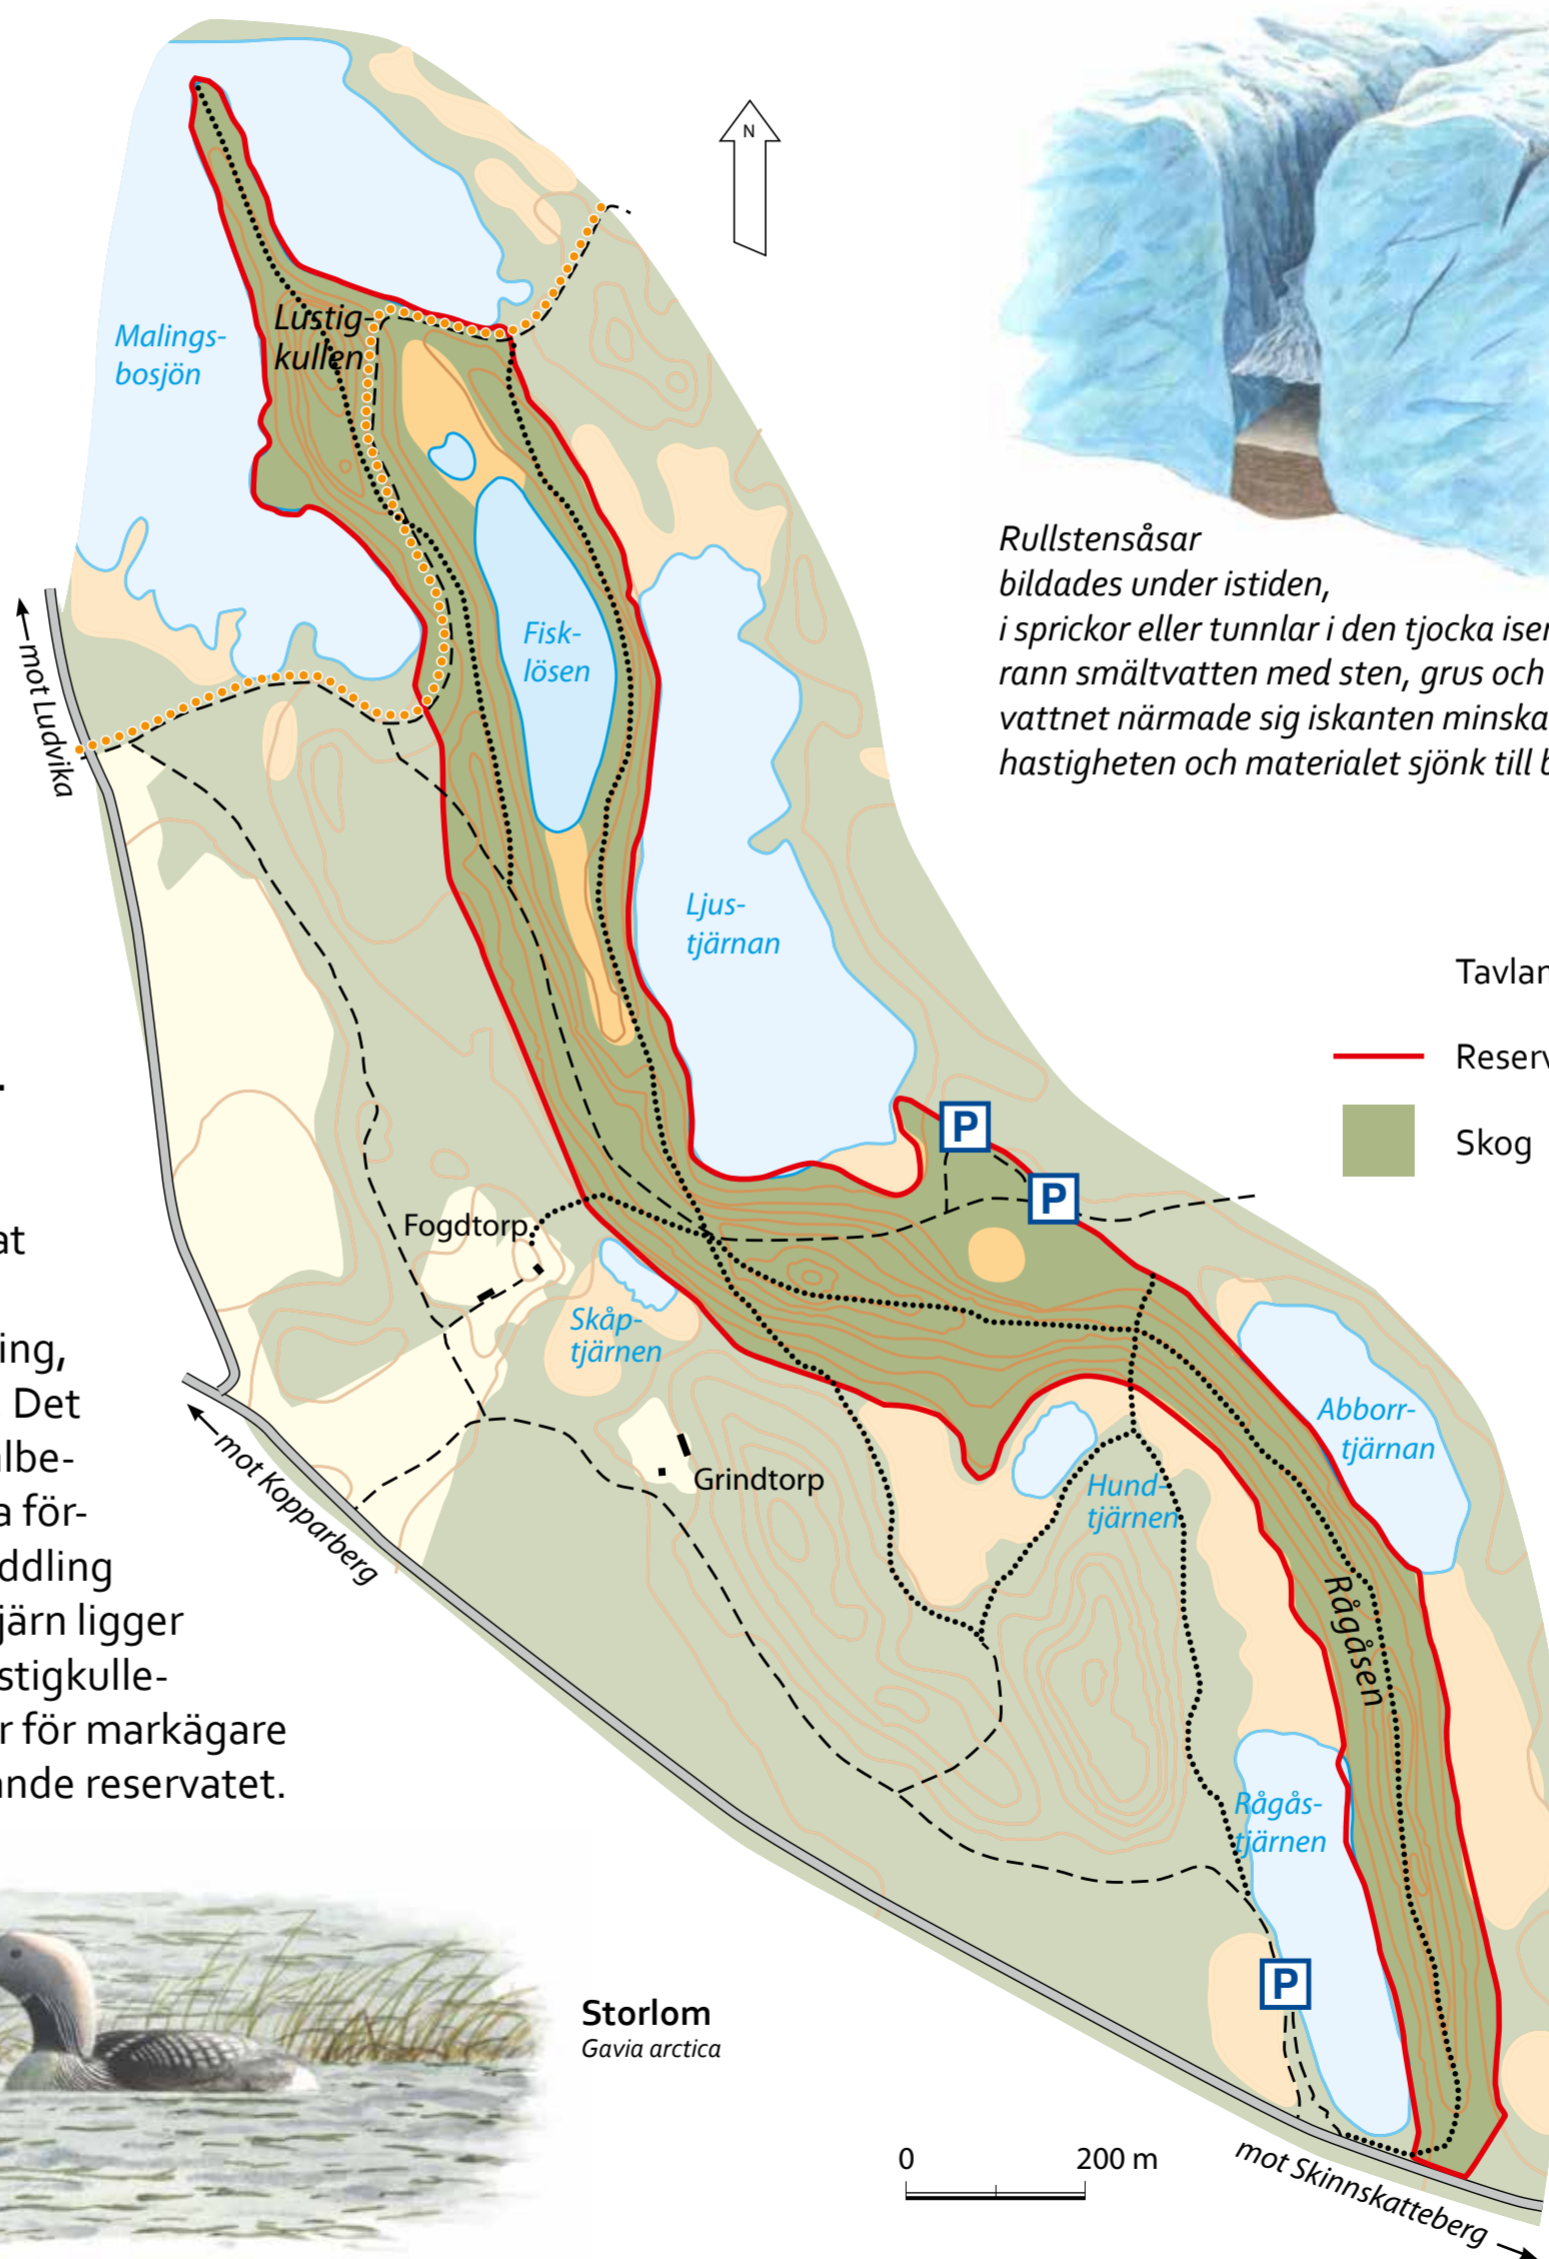 N
Malings-
bosjön
Lustig-
kullen
Rullstensåsar
bildades under istiden,
i sprickor eller tunnlar i den tjocka isen
rann smältvatten med sten, grus och
vattnet närmade sig iskanten minska
hastigheten och materialet sjönk till b
mot Ludvika
Fisk-
lösen
Ljus-
tjärnan
Tavlan
Reserv
Skog
P
P
Fogdtorp
Skåp-
tjärnen
Grindtorp
Abborr-
tjärnan
Hund-
tjärnen
mot Kopparberg
Rågåsen
Rågås-
tjärnen
P
.
at
ing,
Det
albe-
a för-
ddling
järn ligger
stigkulle-
r för markägare
ande reservatet.
Storlom
Gavia arctica
0 200 m
mot Skinnskatteberg